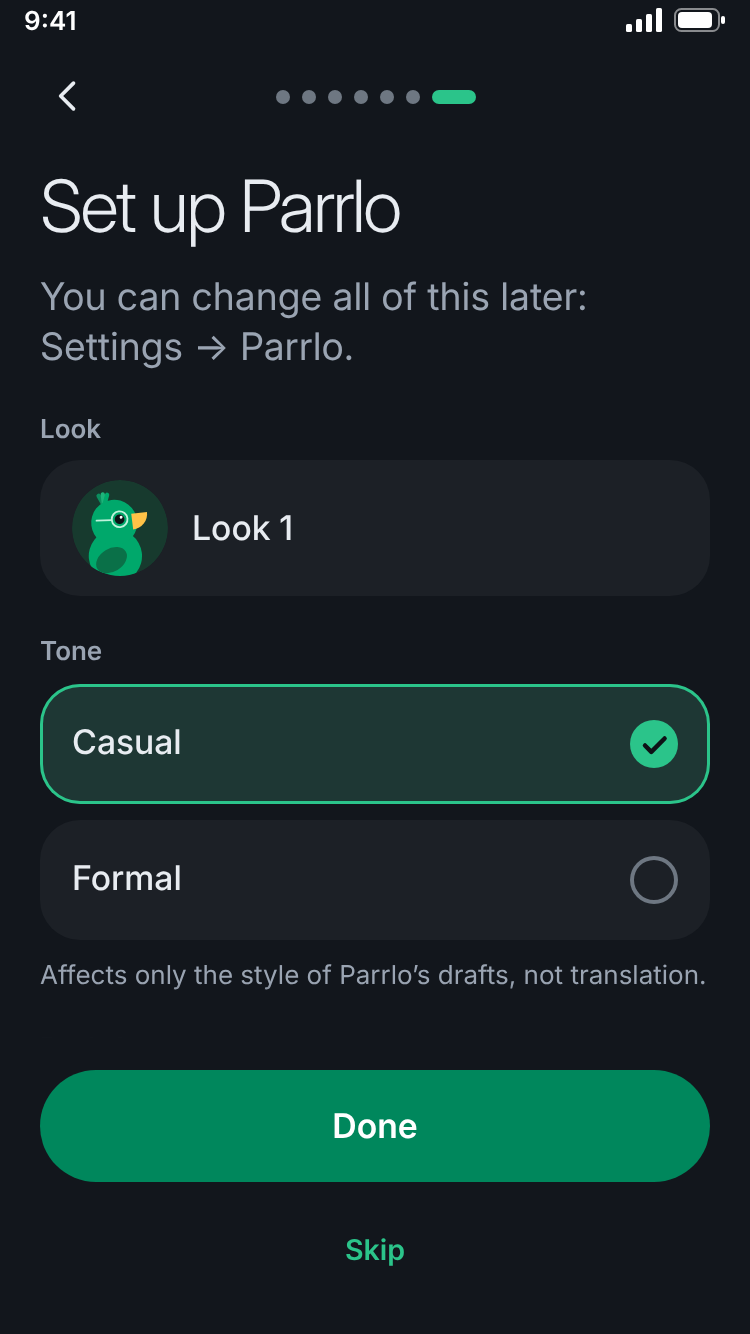 9:41
Set up Parrlo
You can change all of this later:
Settings → Parrlo.
Look
Look 1
Tone
Casual
Formal
Affects only the style of Parrlo’s drafts, not translation.
Done
Skip